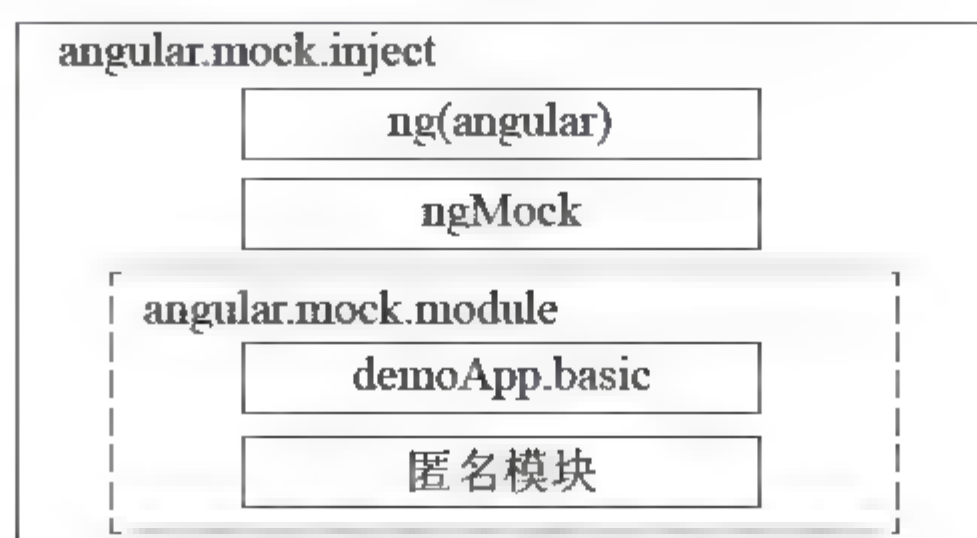 angular.mock.inject
ng(angular)
ngMock
angular.mock.module
demoApp.basic
匿名模块